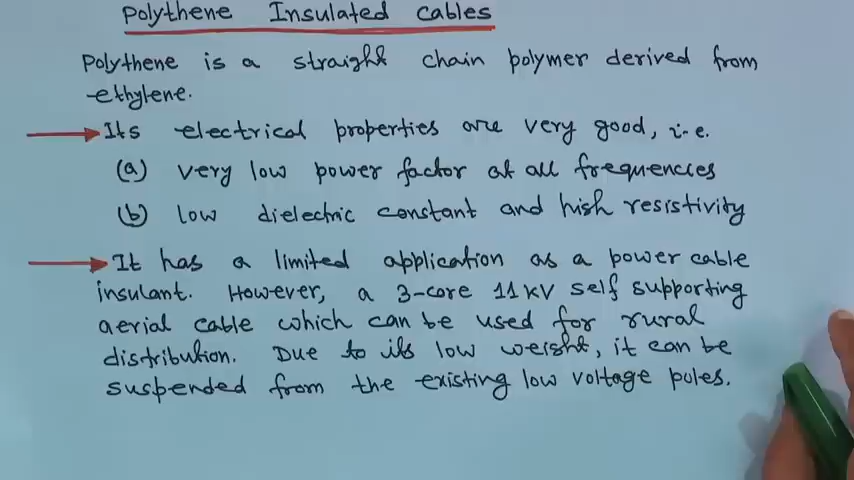 Polythene Insulated Cables
Polythene is a straight chain polymer derived from
ethylene.
Its electrical properties are very good, i.e.
(a) very low power factor at all frequencies
(b) low dielectric constant and high resistivity
It has a limited application as a power cable
insulant. However, a 3-core 11 kV self supporting
aerial cable which can be used for rural
distribution. Due to its low weight, it can be
suspended from the existing low voltage poles.